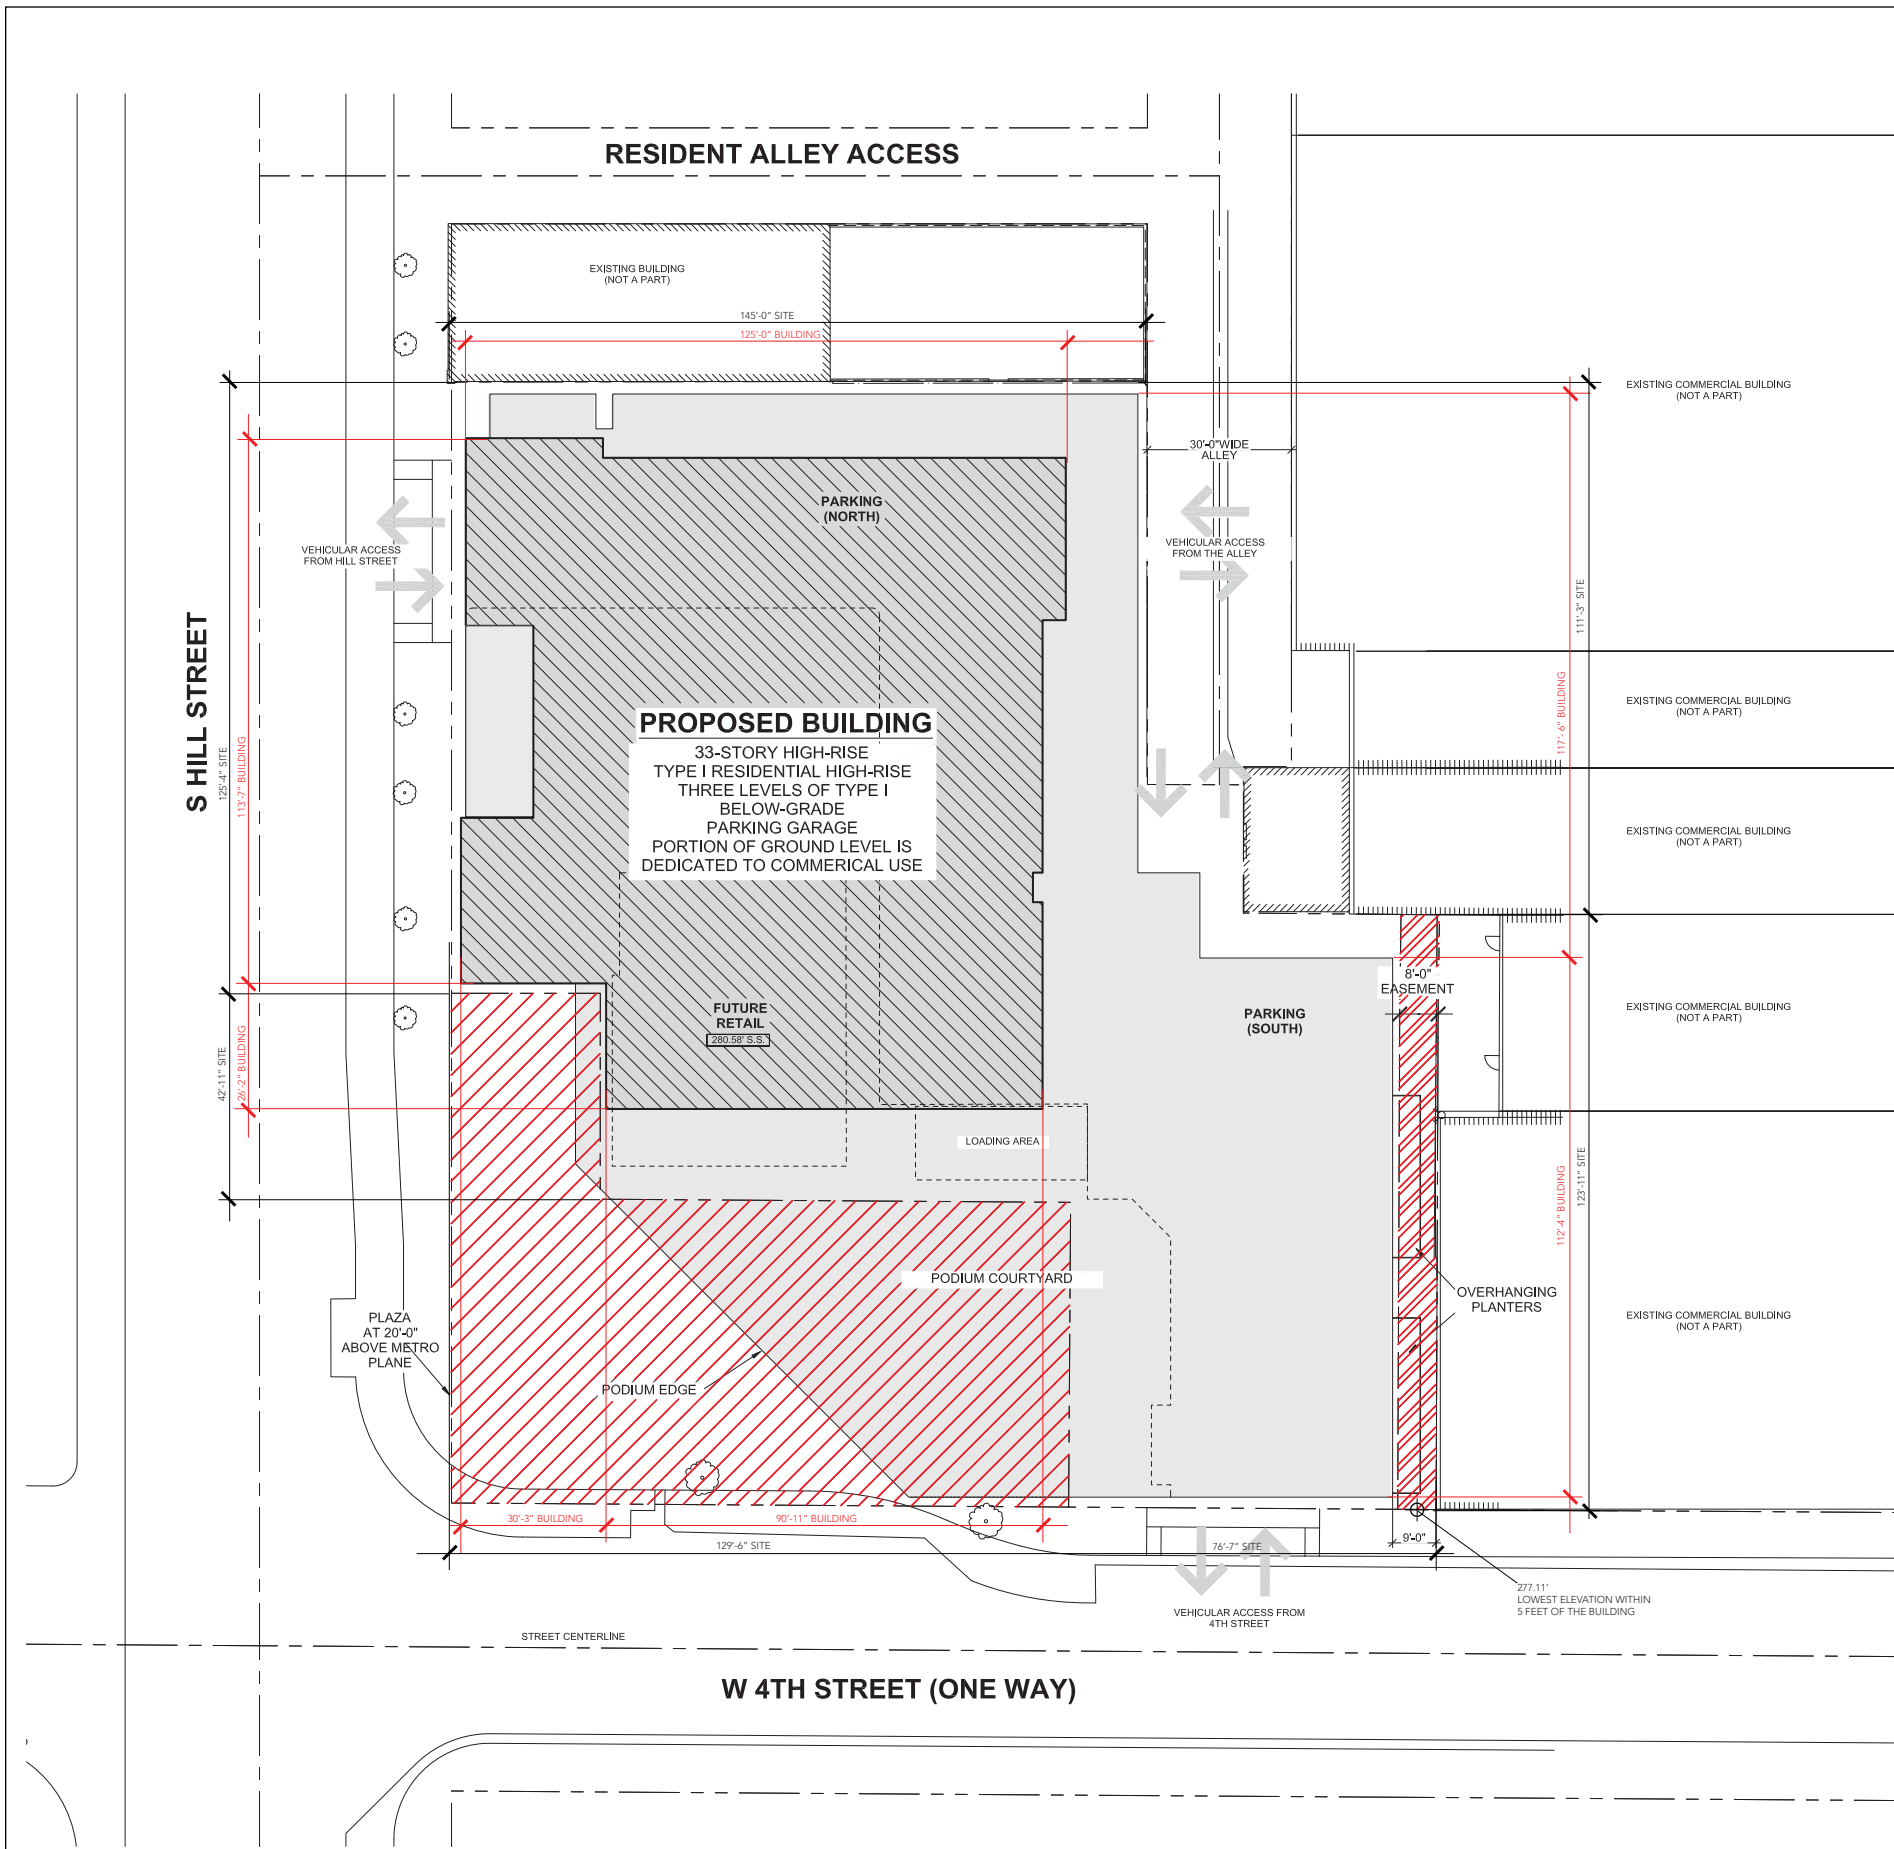 RESIDENT ALLEY ACCESS
EXISTING BUILDING
(NOT A PART)
145'-0" SITE
125'-0" BUILDING
EXISTING COMMERCIAL BUILDING
(NOT A PART)
30'-0"WIDE
ALLEY
PARKING
(NORTH)
VEHICULAR ACCESS
FROM HILL STREET
VEHICULAR ACCESS
FROM THE ALLEY
S HILL STREET
125'-4" SITE
113'-7" BUILDING
111'-3" SITE
117'- 6" BUILDING
EXISTING COMMERCIAL BUILDING
(NOT A PART)
PROPOSED BUILDING
33-STORY HIGH-RISE
TYPE I RESIDENTIAL HIGH-RISE
THREE LEVELS OF TYPE I
BELOW-GRADE
PARKING GARAGE
PORTION OF GROUND LEVEL IS
DEDICATED TO COMMERICAL USE
EXISTING COMMERCIAL BUILDING
(NOT A PART)
8'-0"
EASEMENT
FUTURE
RETAIL
280.58' S.S.
PARKING
(SOUTH)
EXISTING COMMERCIAL BUILDING
(NOT A PART)
42'-11" SITE
26'-2" BUILDING
LOADING AREA
112'-4" BUILDING
123'-11" SITE
PODIUM COURTYARD
OVERHANGING
PLANTERS
EXISTING COMMERCIAL BUILDING
(NOT A PART)
PLAZA
AT 20'-0"
ABOVE METRO
PLANE
PODIUM EDGE
30'-3" BUILDING
90'-11" BUILDING
129'-6" SITE
76'-7" SITE
9'-0"
277.11'
LOWEST ELEVATION WITHIN
5 FEET OF THE BUILDING
VEHICULAR ACCESS FROM
4TH STREET
STREET CENTERLINE
W 4TH STREET (ONE WAY)